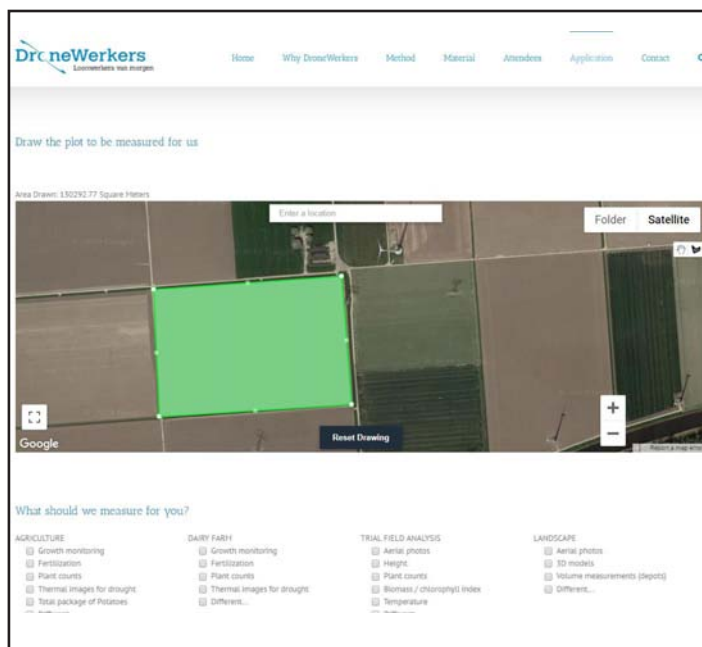 DroneWerkers
Loonwerkers van morgen
Home Why DroneWerkers Method Material Attendees Application Contact
Draw the plot to be measured for us
Area Drawn: 130292.77 Square Meters
Enter a location
Folder Satellite
Google
Reset Drawing
Report a map error
What should we measure for you?
AGRICULTURE
Growth monitoring
Fertilization
Plant counts
Thermal images for drought
Total package of Potatoes
DAIRY FARM
Growth monitoring
Fertilization
Plant counts
Thermal images for drought
Different...
TRIAL FIELD ANALYSIS
Aerial photos
Height
Plant counts
Biomass / chlorophyll index
Temperature
LANDSCAPE
Aerial photos
3D models
Volume measurements (depots)
Different...